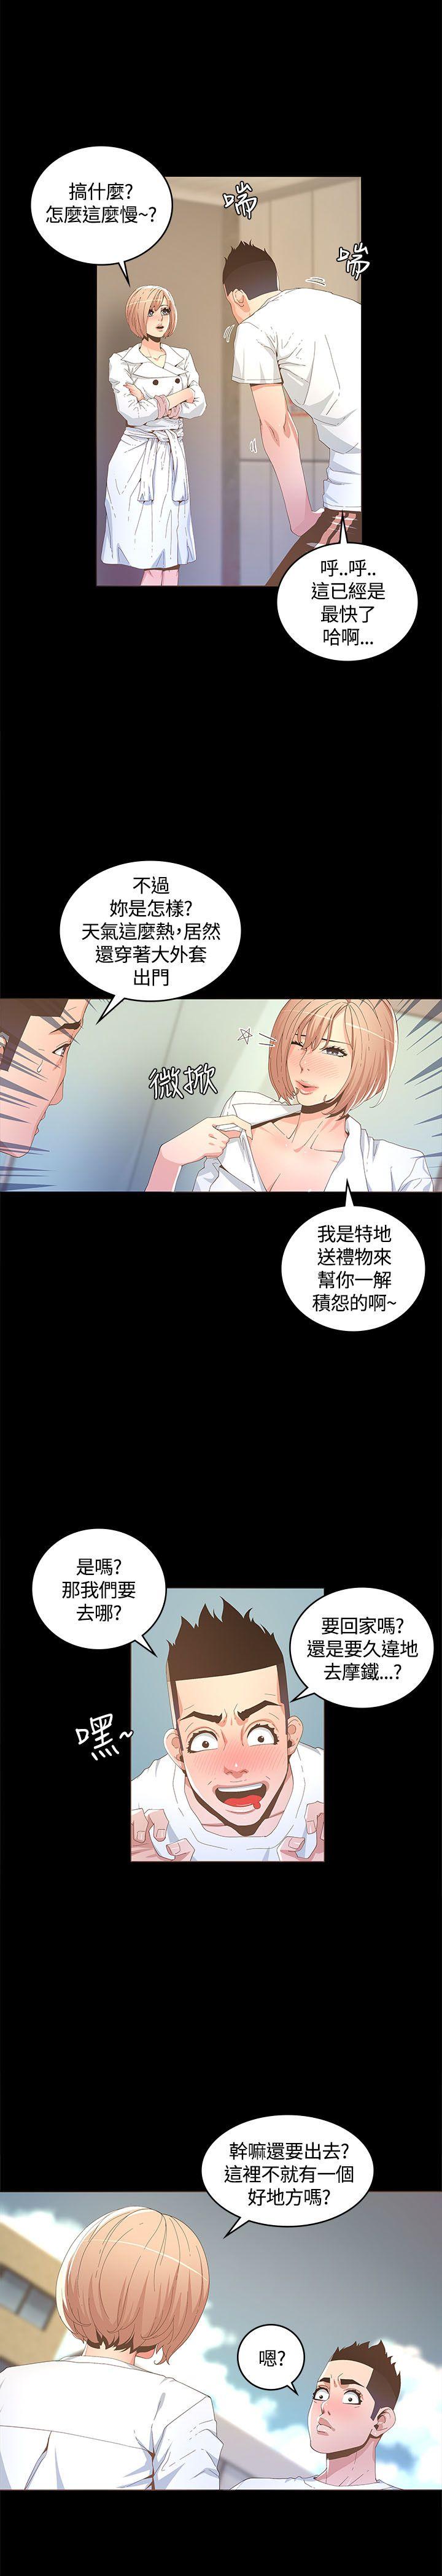 搞什麼?
怎麼這麼慢~?
喘
喘
呼..呼..
這已經是
最快了
哈啊...
不過
妳是怎樣?
天氣這麼熱,居然
還穿著大外套
出門
微掀
我是特地
送禮物來
幫你一解
積怨的啊~
是嗎?
那我們要
去哪?
要回家嗎?
還是要久違地
去摩鐵...?
嘿~
幹嘛還要出去?
這裡不就有一個
好地方嗎?
嗯?